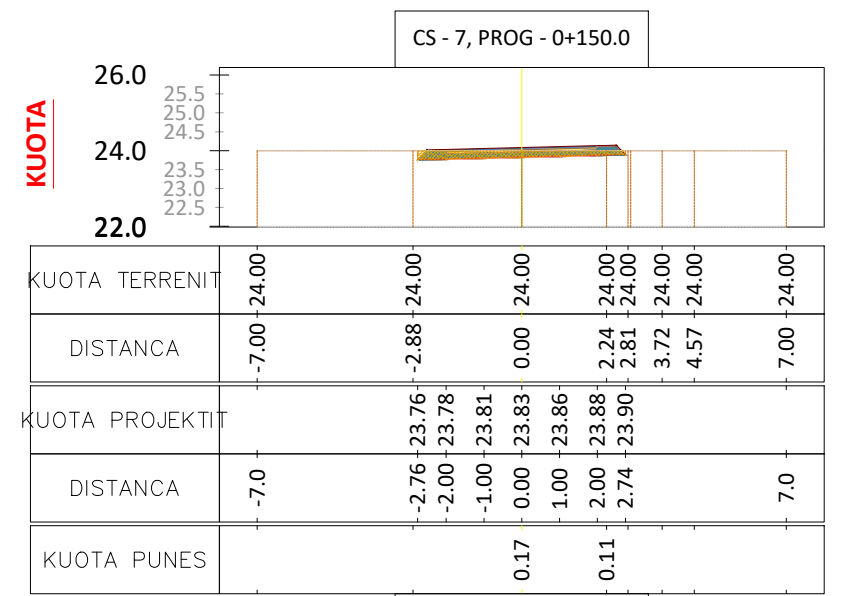 CS - 7, PROG - 0+150.0
KUOTA
26.0
25.5
25.0
24.5
24.0
23.5
23.0
22.5
22.0
KUOTA TERRENIT 24.00 24.00 24.00 24.00 24.00 24.00 24.00 24.00
DISTANCA -7.00 -2.88 0.00 2.24 2.81 3.72 4.57 7.00
KUOTA PROJEKTIT 23.76 23.78 23.81 23.83 23.86 23.88 23.90
DISTANCA -7.0 -2.76 -2.00 -1.00 0.00 1.00 2.00 2.74 7.0
KUOTA PUNES 0.17 0.11